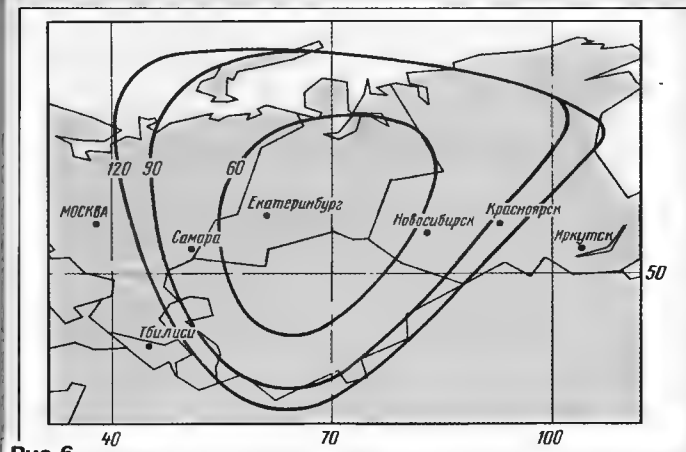 120 90 60
Екатеринбург
МОСКВА
Новосибирск
Красноярск
Самара
Иркутск
50
Тбилиси
40 70 100
Рис. 6